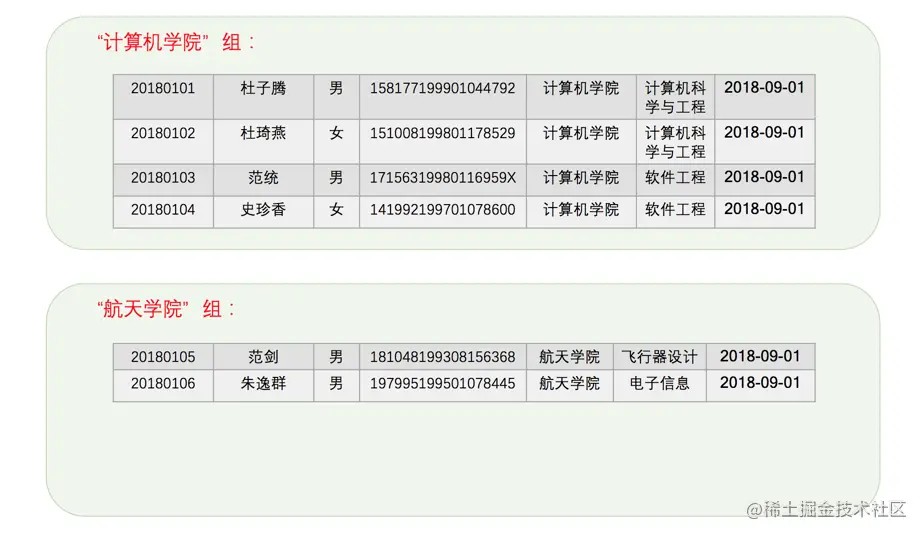 “计算机学院” 组：
20180101 杜子腾 男 158177199901044792 计算机学院 计算机科 2018-09-01
学与工程
20180102 杜琦燕 女 151008199801178529 计算机学院 计算机科 2018-09-01
学与工程
20180103 范统 男 17156319980116959X 计算机学院 软件工程 2018-09-01
20180104 史珍香 女 141992199701078600 计算机学院 软件工程 2018-09-01
“航天学院” 组：
20180105 范剑 男 181048199308156368 航天学院 飞行器设计 2018-09-01
20180106 朱逸群 男 197995199501078445 航天学院 电子信息 2018-09-01
@稀土掘金技术社区